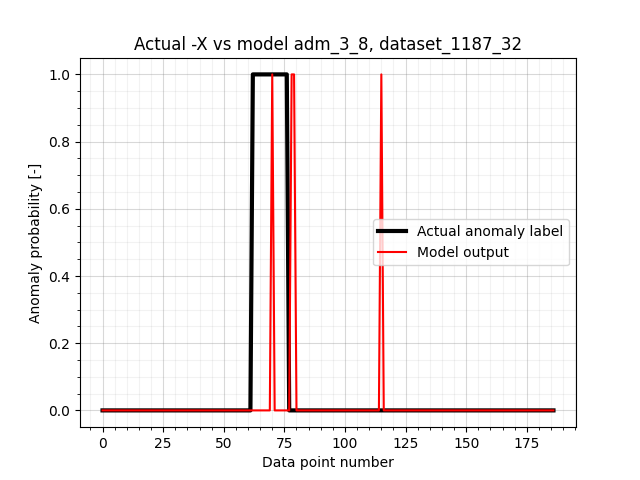 Actual -X vs model adm_3_8, dataset_1187_32
Anomaly probability [-]
1.0
0.8
0.6
0.4
0.2
0.0
Actual anomaly label
Model output
0 25 50 75 100 125 150 175
Data point number